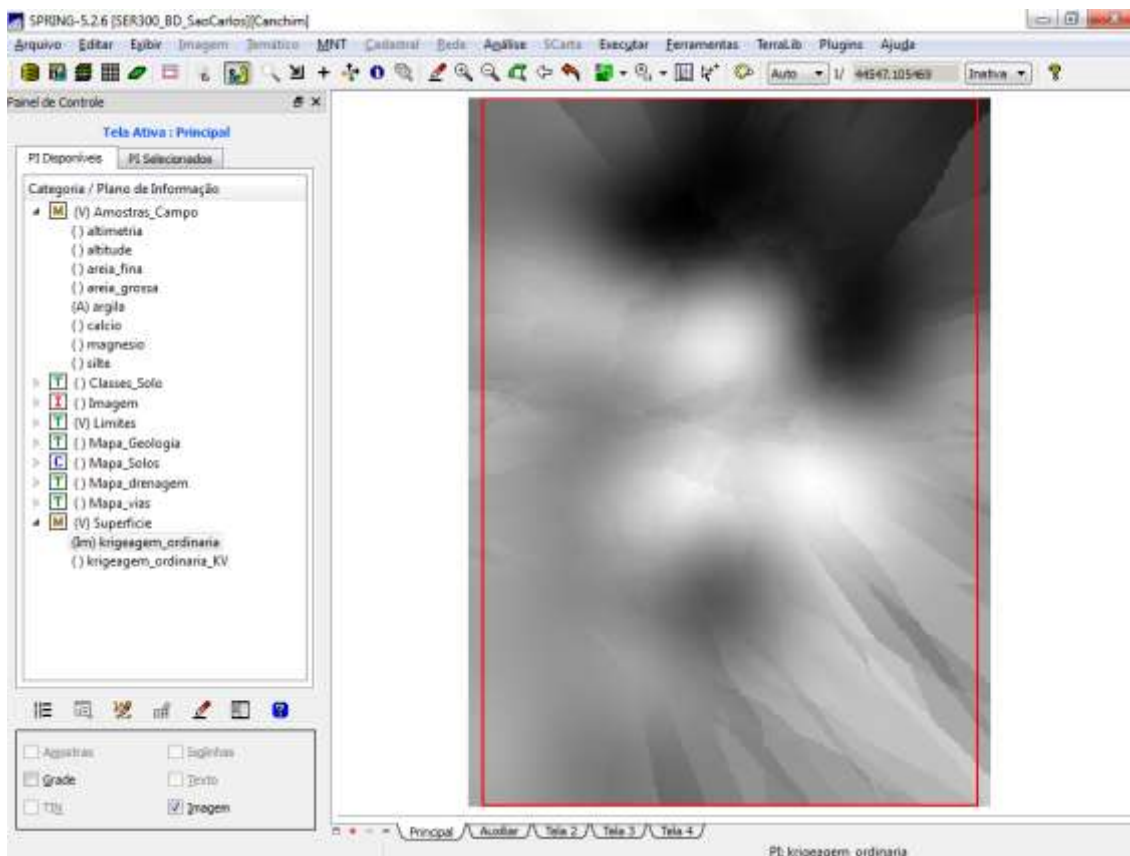 SPRING-5.2.6 [SER300_BD_SaoCarlos][Canchim]
Arquivo Editar Exibir Imagem Temático MNT Cadastral Rede Análise SCarta Executar Ferramentas TerraLib Plugins Ajuda
Auto 1/ 44547.105469 Inativa
Painel de Controle
Tela Ativa : Principal
PI Disponíveis PI Selecionados
Categoria / Plano de Informação
M (V) Amostras_Campo
() altimetria
() altitude
() areia_fina
() areia_grossa
(A) argila
() calcio
() magnesio
() silte
T () Classes_Solo
I () Imagem
T (V) Limites
T () Mapa_Geologia
C () Mapa_Solos
T () Mapa_drenagem
T () Mapa_vias
M (V) Superficie
(Im) krigeagem_ordinaria
() krigeagem_ordinaria_KV
Amostras Isolinhas
Grade Texto
TIN Imagem
Principal Auxiliar Tela 2 Tela 3 Tela 4
PI: krigeagem_ordinaria